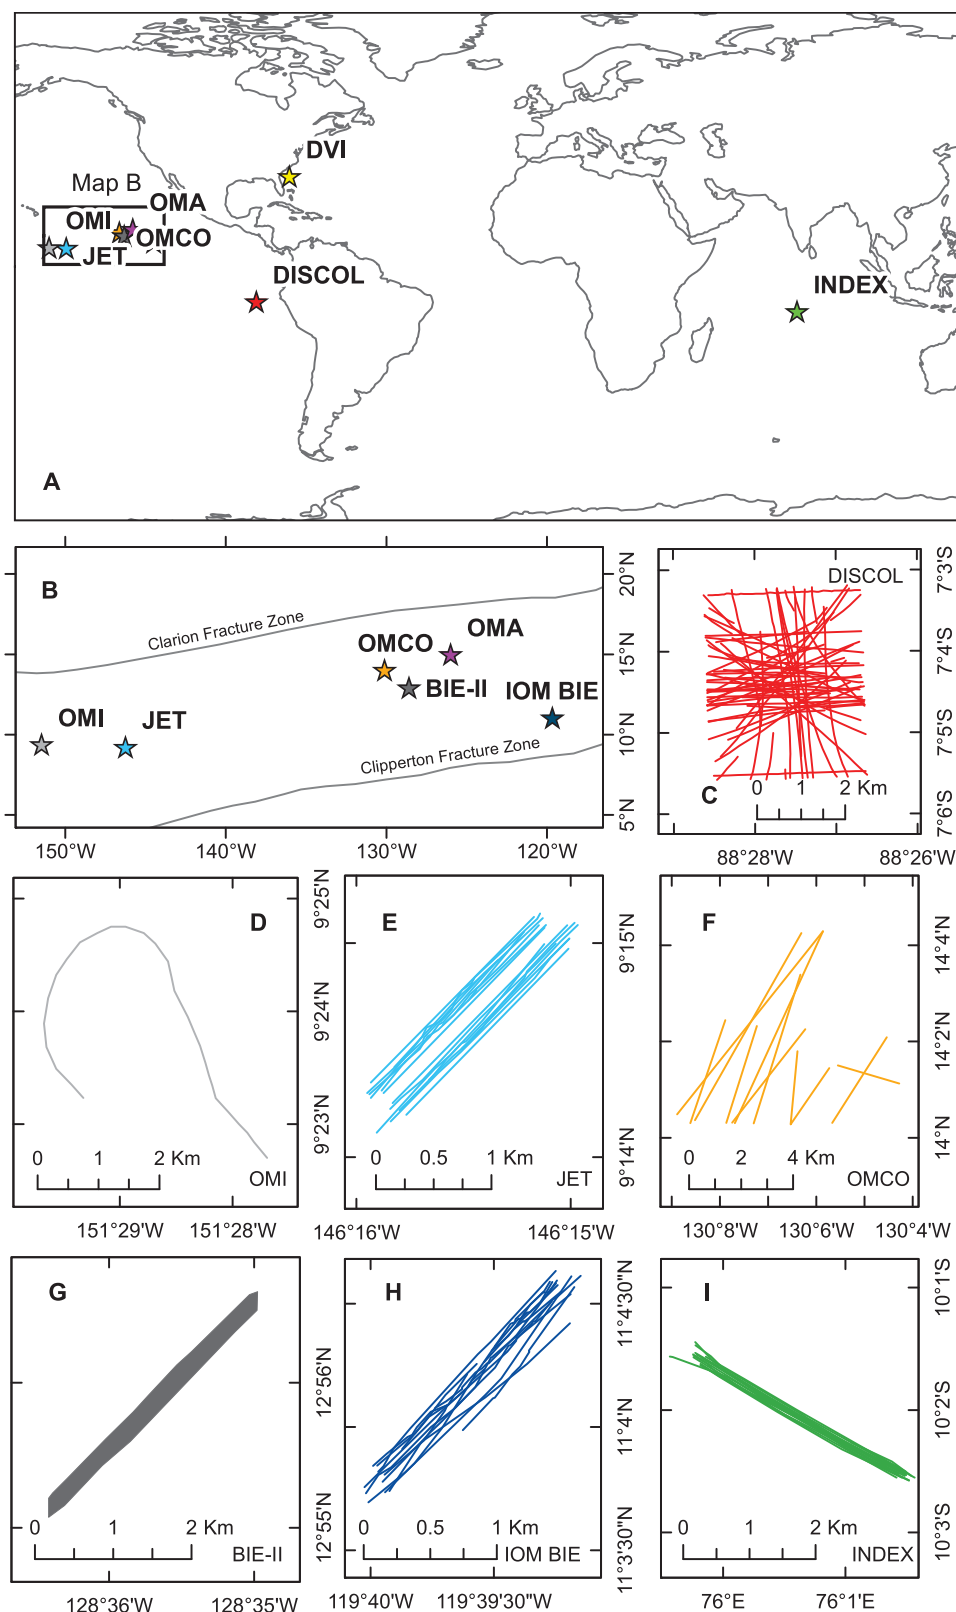 DVI
Map B
OMA
OMI
OMCO
JET
DISCOL
INDEX
A
B
Clarion Fracture Zone
OMCO
OMA
BIE-II
IOM BIE
OMI
JET
Clipperton Fracture Zone
20°N
15°N
10°N
5°N
150°W
140°W
130°W
120°W
DISCOL
C
0 1 2 Km
7°3'S
7°4'S
7°5'S
7°6'S
88°28'W
88°26'W
D
9°25'N
9°24'N
9°23'N
0 1 2 Km
OMI
151°29'W
151°28'W
E
9°15'N
9°14'N
0 0.5 1 Km
JET
146°16'W
146°15'W
F
14°4'N
14°2'N
14°N
0 2 4 Km
OMCO
130°8'W
130°6'W
130°4'W
G
12°56'N
12°55'N
0 1 2 Km
BIE-II
128°36'W
128°35'W
H
11°4'30"N
11°4'N
11°3'30"N
0 0.5 1 Km
IOM BIE
119°40'W
119°39'30"W
I
10°1'S
10°2'S
10°3'S
0 1 2 Km
INDEX
76°E
76°1'E